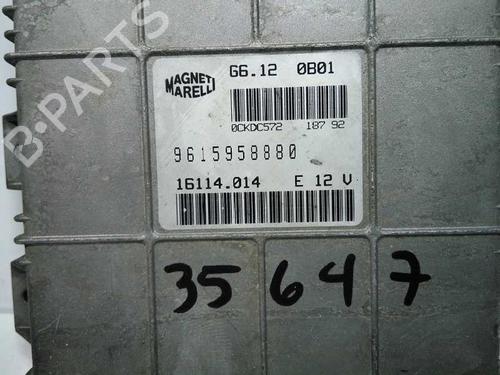 MAGNETI MARELLI G6.12 0B01
0CKDC572 187 92
9615958880
16114.014 E 12 V
35647
B-PARTS